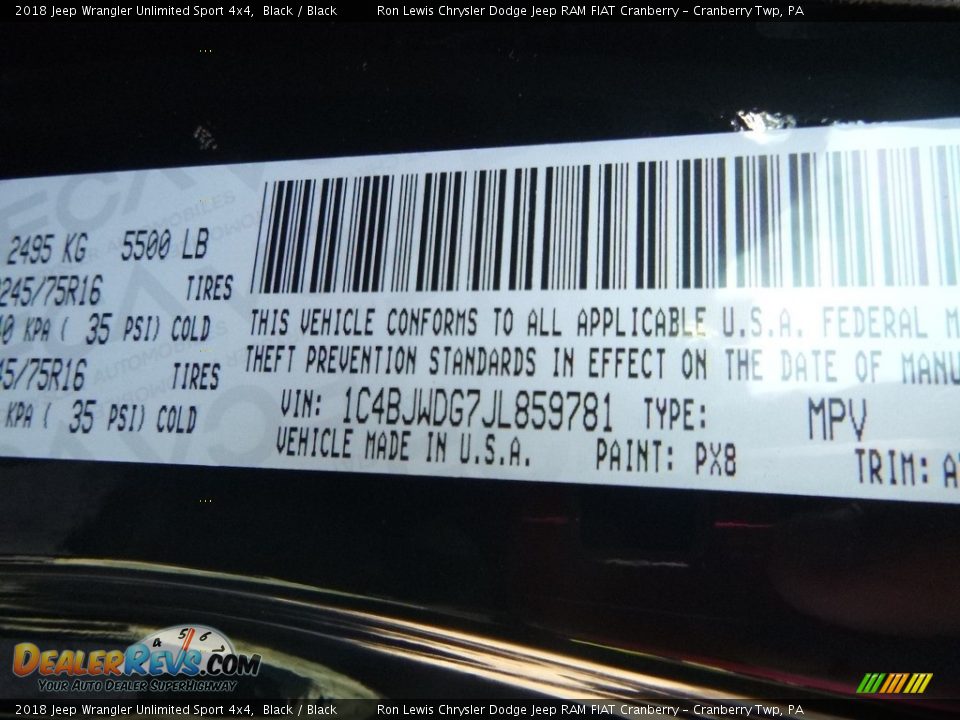 2018 Jeep Wrangler Unlimited Sport 4x4, Black / Black Ron Lewis Chrysler Dodge Jeep RAM FIAT Cranberry - Cranberry Twp, PA
2495 KG 5500 LB
245/75R16 TIRES
KPA ( 35 PSI) COLD
75R16 TIRES
KPA ( 35 PSI) COLD
THIS VEHICLE CONFORMS TO ALL APPLICABLE U.S.A. FEDERAL M
THEFT PREVENTION STANDARDS IN EFFECT ON THE DATE OF MANU
VIN: 1C4BJWDG7JL859781 TYPE: MPV
VEHICLE MADE IN U.S.A. PAINT: PX8 TRIM: A
4 5 6 7
DealerRevs.com
Your Auto Dealer SuperHighway
2018 Jeep Wrangler Unlimited Sport 4x4, Black / Black Ron Lewis Chrysler Dodge Jeep RAM FIAT Cranberry - Cranberry Twp, PA